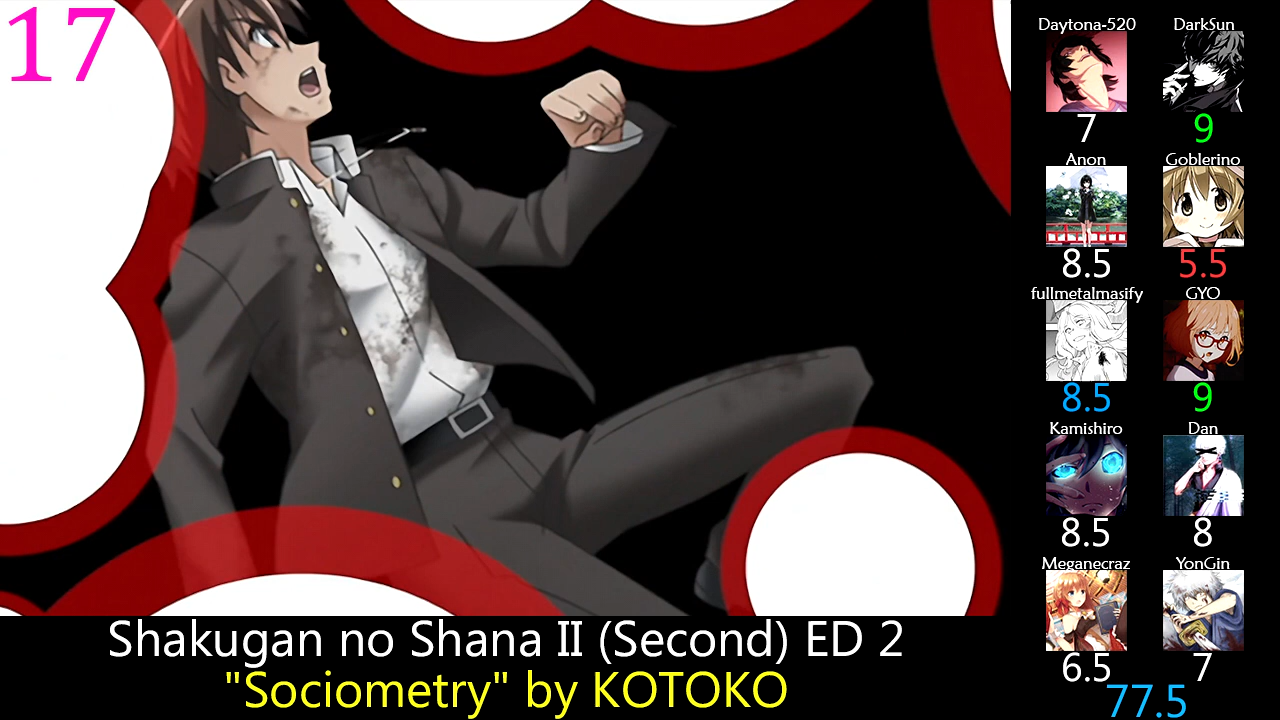 17
Daytona-520 DarkSun
7 9
Anon Goblerino
8.5 5.5
fullmetalmasify GYO
8.5 9
Kamishiro Dan
8.5 8
Meganecraz YonGin
6.5 7
77.5
Shakugan no Shana II (Second) ED 2
"Sociometry" by KOTOKO